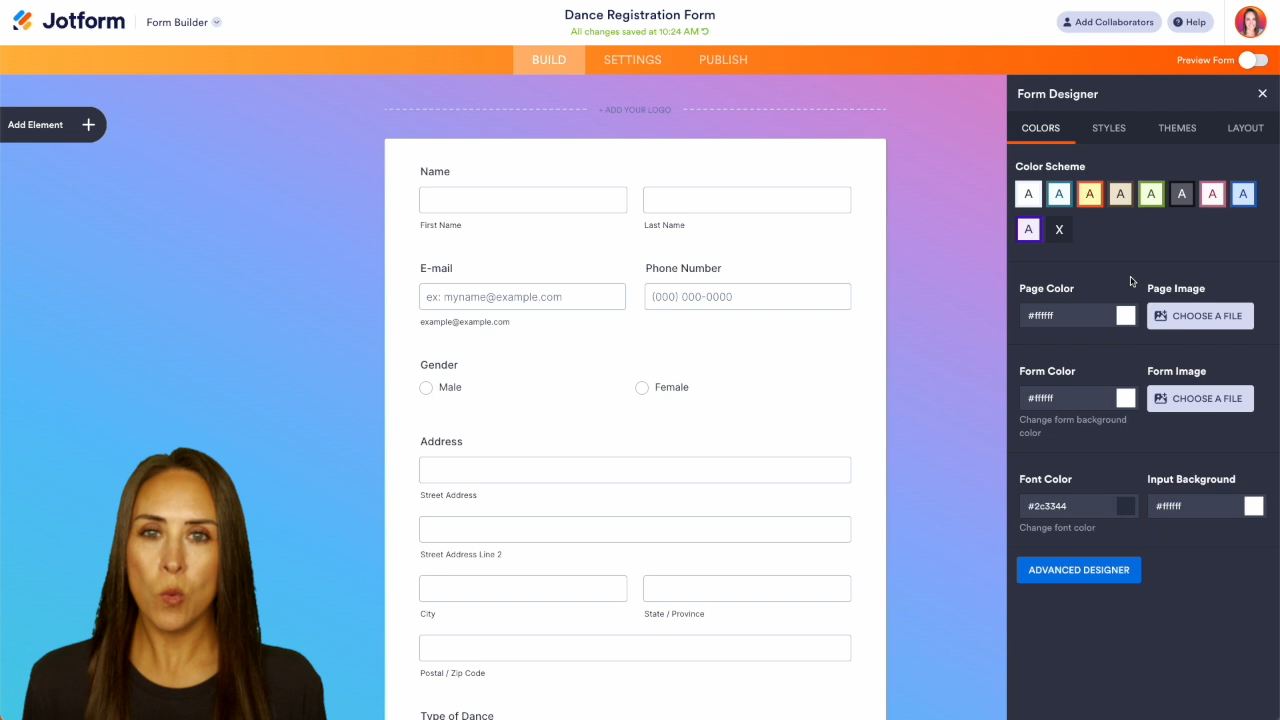 Jotform
Form Builder
Dance Registration Form
All changes saved at 10:24 AM
Add Collaborators
Help
BUILD
SETTINGS
PUBLISH
Preview Form
Add Element
+ ADD YOUR LOGO
Name
First Name
Last Name
E-mail
Phone Number
ex: myname@example.com
(000) 000-0000
example@example.com
Gender
Male
Female
Address
Street Address
Street Address Line 2
City
State / Province
Postal / Zip Code
Type of Dance
Form Designer
COLORS
STYLES
THEMES
LAYOUT
Color Scheme
A A A A A A A A
A X
Page Color
Page Image
#ffffff
CHOOSE A FILE
Form Color
Form Image
#ffffff
CHOOSE A FILE
Change form background
color
Font Color
Input Background
#2c3344
#ffffff
Change font color
ADVANCED DESIGNER